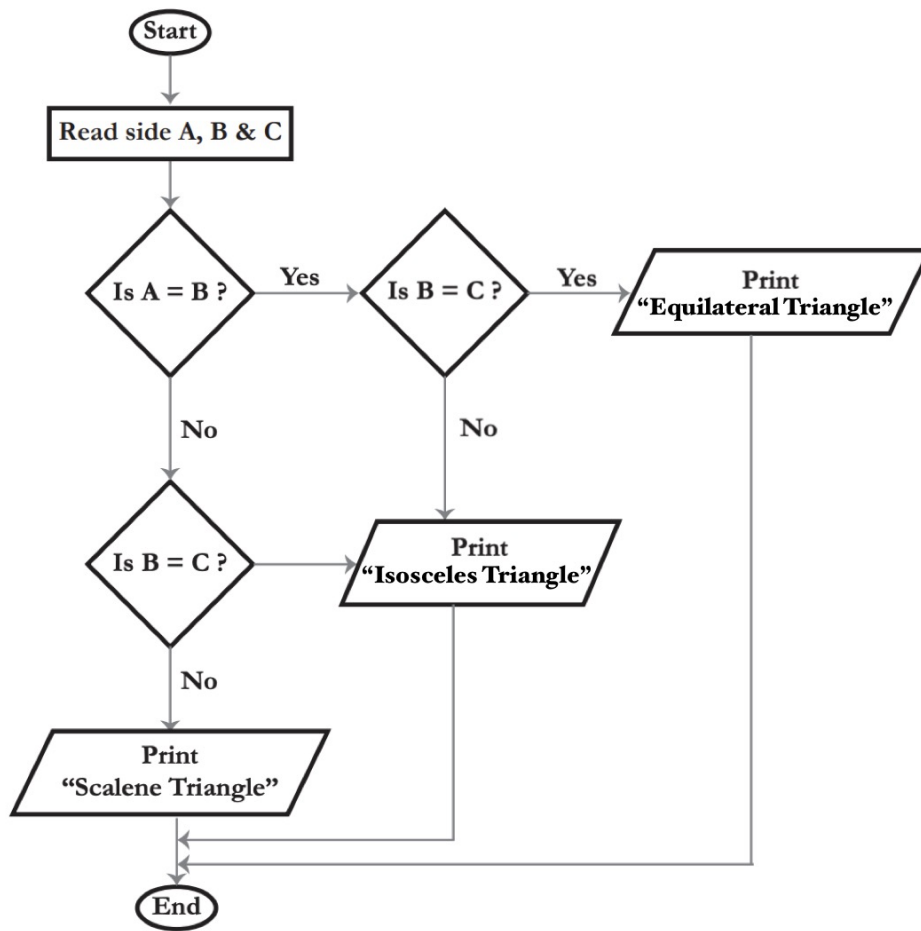 Start
Read side A, B & C
Is A = B ?
Yes
Is B = C ?
Yes
Print
“Equilateral Triangle”
No
No
Is B = C ?
Print
“Isosceles Triangle”
No
Print
“Scalene Triangle”
End